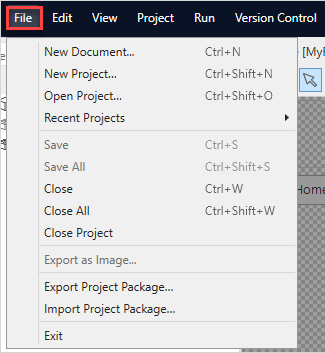 File Edit View Project Run Version Control
New Document... Ctrl+N
New Project... Ctrl+Shift+N
Open Project... Ctrl+Shift+O
Recent Projects
Save Ctrl+S
Save All Ctrl+Shift+S
Close Ctrl+W
Close All Ctrl+Shift+W
Close Project
Export as Image...
Export Project Package...
Import Project Package...
Exit
Home